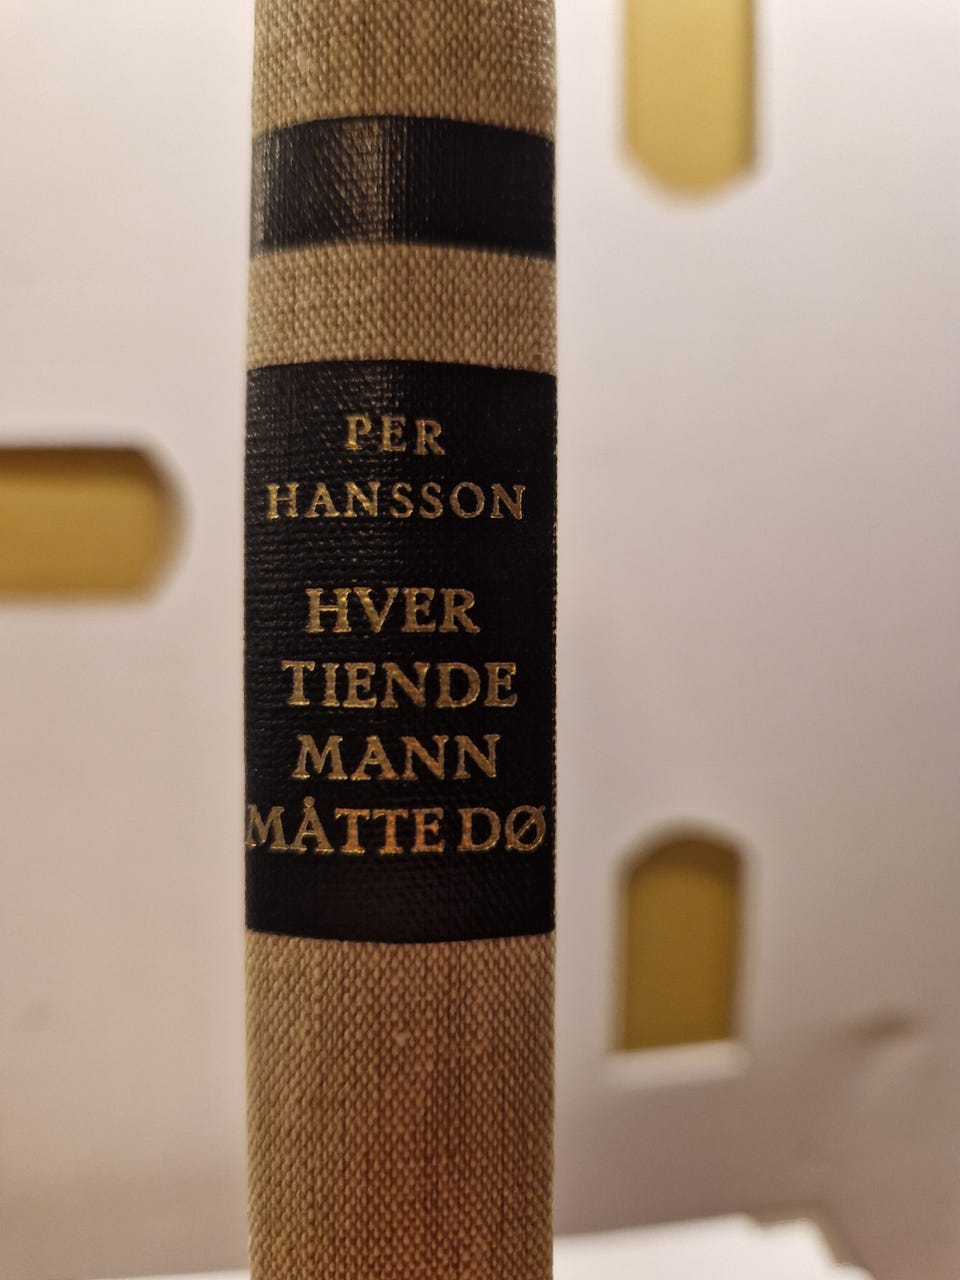 PER
HANSSON
HVER
TIENDE
MANN
MÅTTE DØ